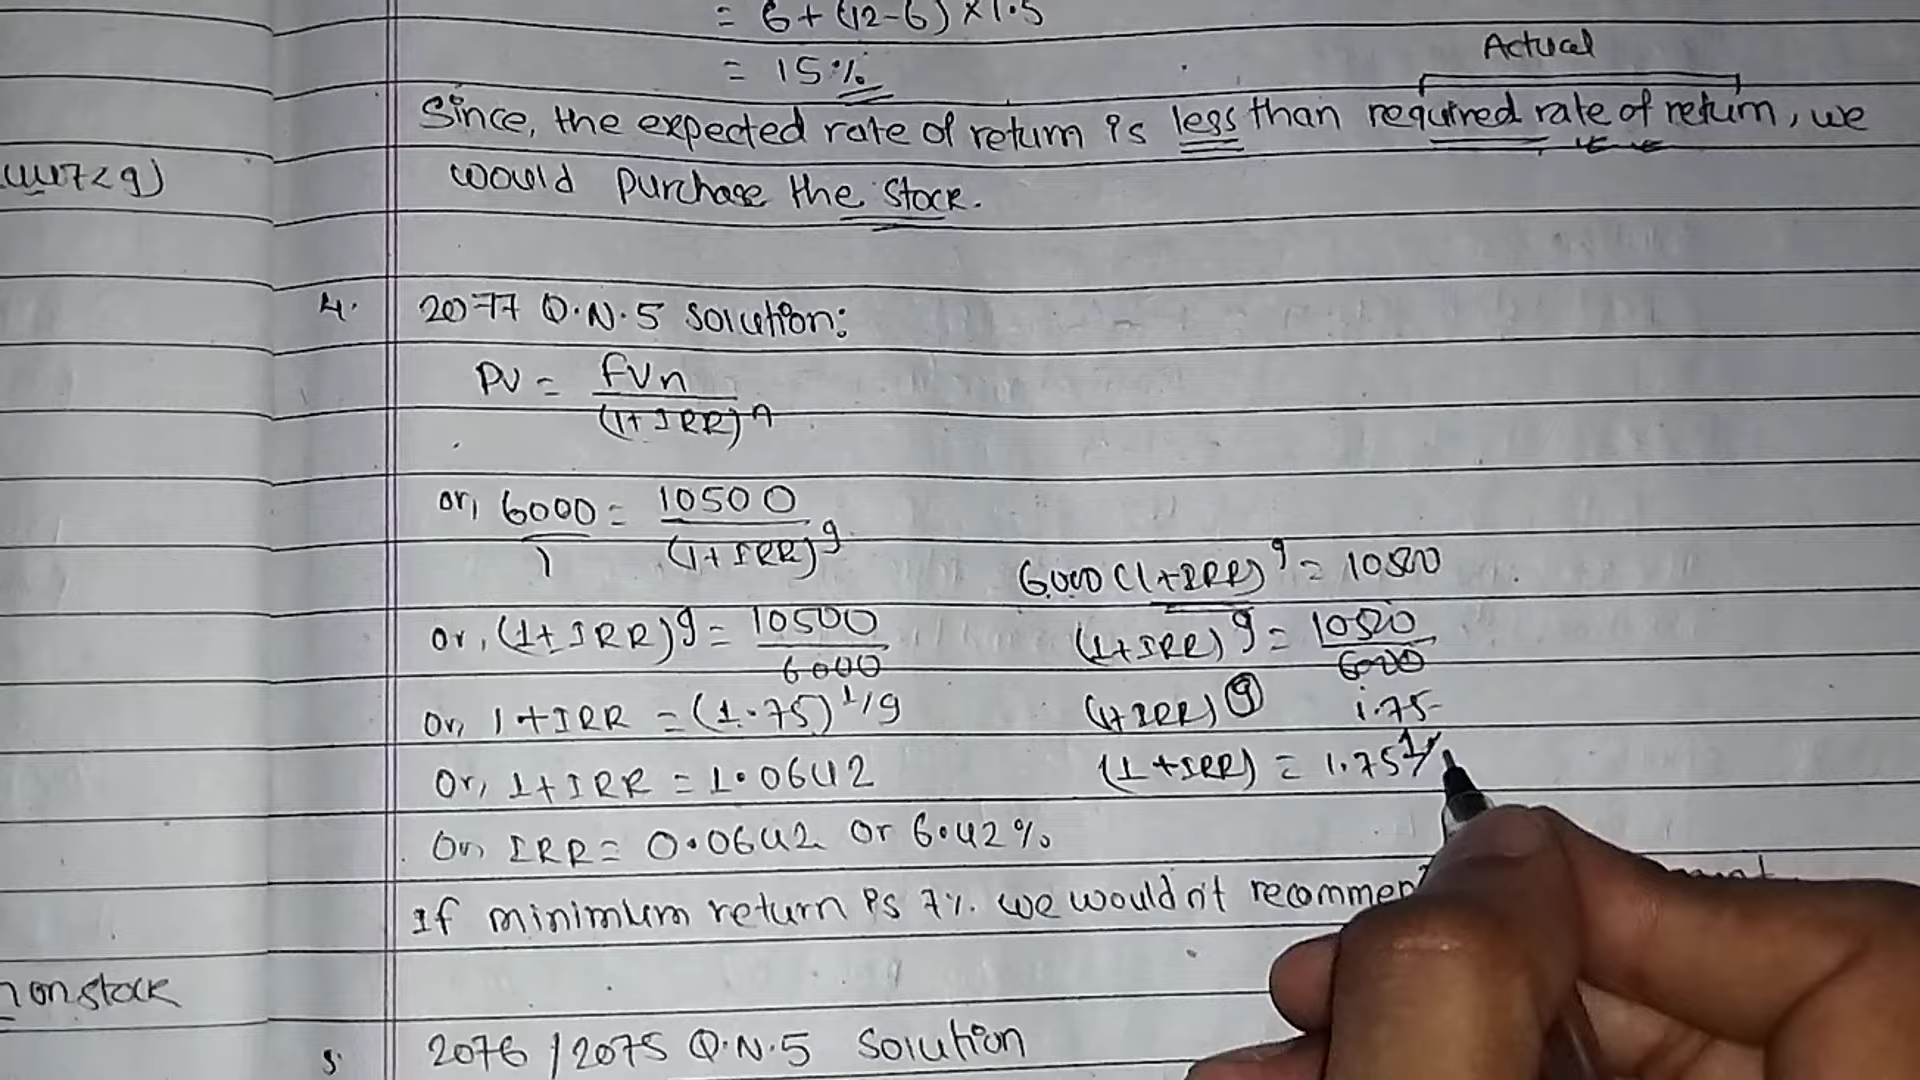 = 6 + (12-6) × 1.5
= 15%
Actual
Since, the expected rate of return is less than required rate of return, we
would purchase the stock.
7<9)
4. 2077 Q.N.5 solution:
PV = FVn
(1+IRR)^n
or, 6000 = 10500
1 (1+IRR)^9
6000 (1+IRR)^9 = 10500
or, (1+IRR)^9 = 10500
6000
(1+IRR)^9 = 10500
6000
Or, 1+IRR = (1.75)^1/9
(1+IRR)^9 1.75
Or, 1+IRR = 1.0642
(1+IRR) = 1.75^1/
Or, IRR = 0.0642 or 6.42%
If minimum return is 7%. we wouldn't recommen
stock
5. 2076/2075 Q.N.5 Solution